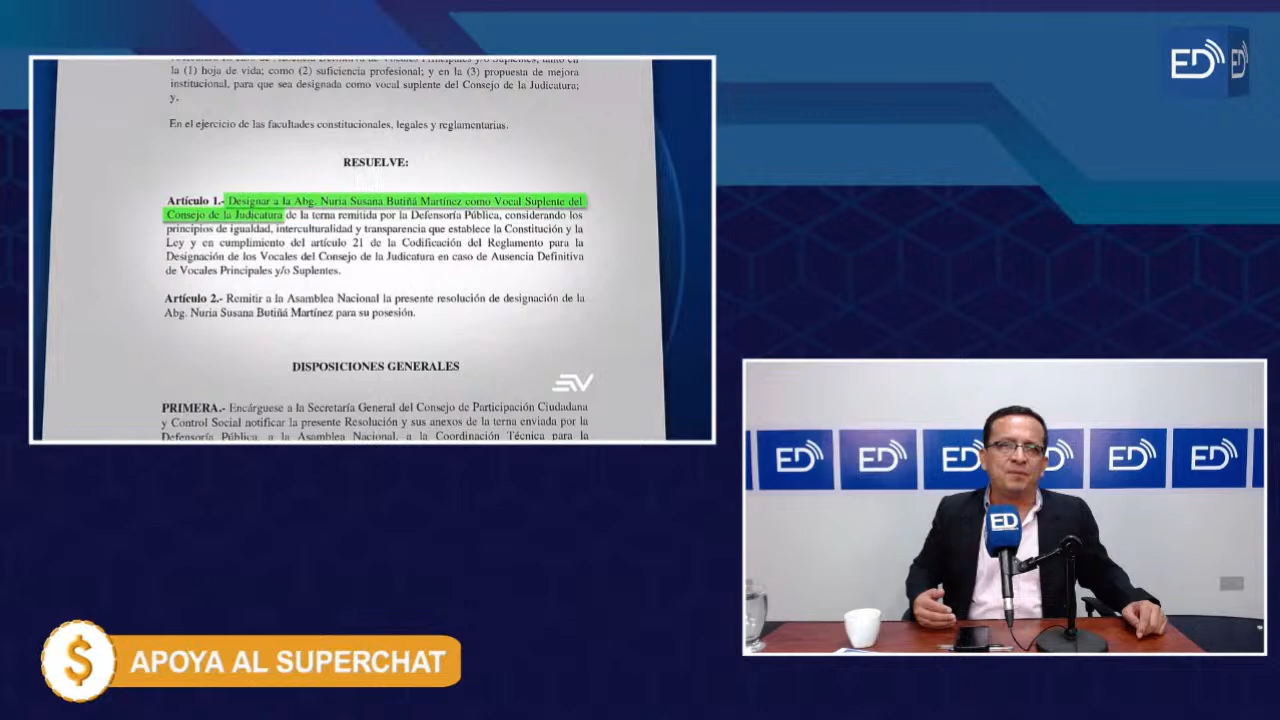 la (1) hoja de vida; como (2) suficiencia profesional; y en la (3) propuesta de mejora
institucional, para que sea designada como vocal suplente del Consejo de la Judicatura;
y,
En el ejercicio de las facultades constitucionales, legales y reglamentarias.
RESUELVE:
Artículo 1.- Designar a la Abg. Nuria Susana Butiñá Martínez como Vocal Suplente del
Consejo de la Judicatura de la terna remitida por la Defensoría Pública, considerando los
principios de igualdad, interculturalidad y transparencia que establece la Constitución y la
Ley y en cumplimiento del artículo 21 de la Codificación del Reglamento para la
Designación de los Vocales del Consejo de la Judicatura en caso de Ausencia Definitiva
de Vocales Principales y/o Suplentes.
Artículo 2.- Remitir a la Asamblea Nacional la presente resolución de designación de la
Abg. Nuria Susana Butiñá Martínez para su posesión.
DISPOSICIONES GENERALES
PRIMERA.- Encárguese a la Secretaría General del Consejo de Participación Ciudadana
y Control Social notificar la presente Resolución y sus anexos de la terna enviada por la
Defensoría Pública, a la Asamblea Nacional, a la Coordinación Técnica para la
ED ED
ED ED ED ED ED
ED
APOYA AL SUPERCHAT